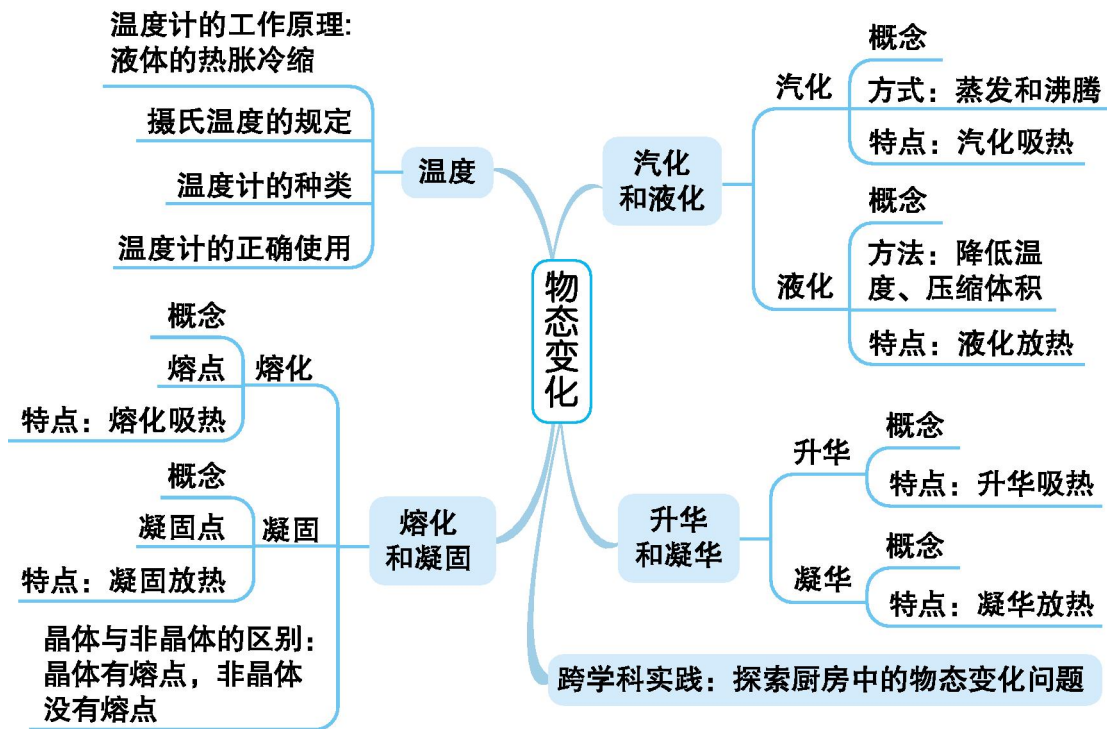 物态变化
温度
温度计的工作原理:
液体的热胀冷缩
摄氏温度的规定
温度计的种类
温度计的正确使用
熔化
和凝固
熔化
概念
熔点
特点：熔化吸热
凝固
概念
凝固点
特点：凝固放热
晶体与非晶体的区别：
晶体有熔点，非晶体
没有熔点
汽化
和液化
汽化
概念
方式：蒸发和沸腾
特点：汽化吸热
液化
概念
方法：降低温
度、压缩体积
特点：液化放热
升华
和凝华
升华
概念
特点：升华吸热
凝华
概念
特点：凝华放热
跨学科实践：探索厨房中的物态变化问题